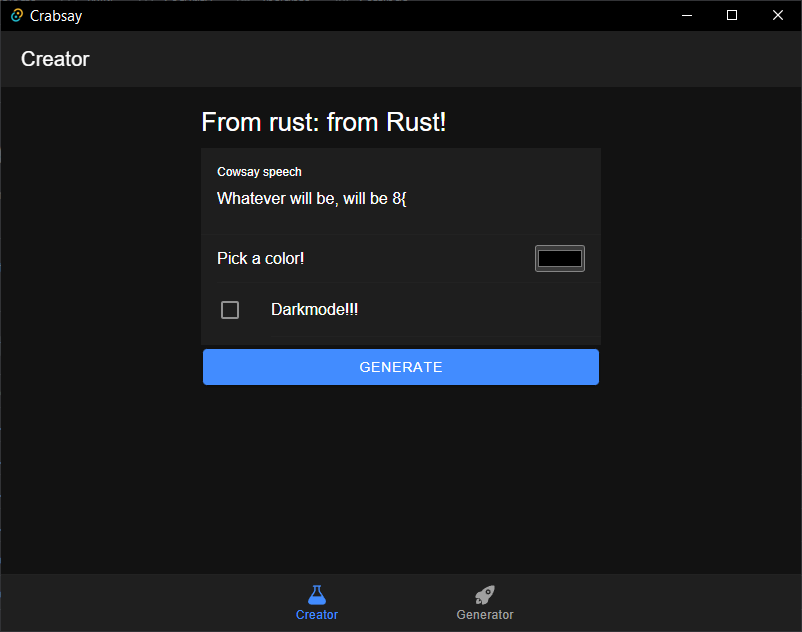 Crabsay
Creator
From rust: from Rust!
Cowsay speech
Whatever will be, will be 8{
Pick a color!
Darkmode!!!
GENERATE
Creator
Generator